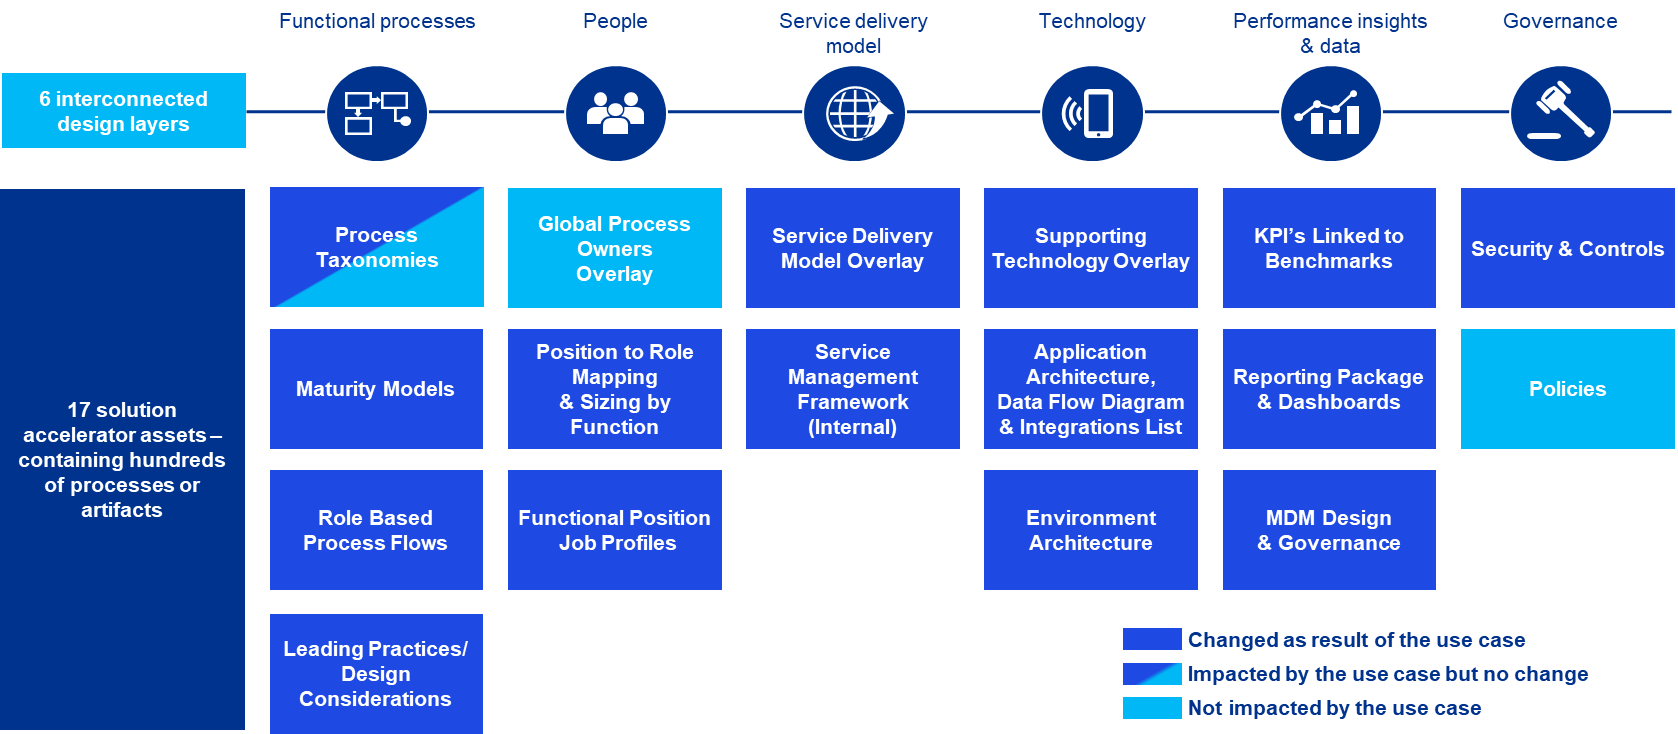 Functional processes
People
Service delivery
model
Technology
Performance insights
& data
Governance
6 interconnected
design layers
17 solution
accelerator assets –
containing hundreds
of processes or
artifacts
Process
Taxonomies
Maturity Models
Role Based
Process Flows
Leading Practices/
Design
Considerations
Global Process
Owners
Overlay
Position to Role
Mapping
& Sizing by
Function
Functional Position
Job Profiles
Service Delivery
Model Overlay
Service
Management
Framework
(Internal)
Supporting
Technology Overlay
Application
Architecture,
Data Flow Diagram
& Integrations List
Environment
Architecture
KPI’s Linked to
Benchmarks
Reporting Package
& Dashboards
MDM Design
& Governance
Security & Controls
Policies
Changed as result of the use case
Impacted by the use case but no change
Not impacted by the use case